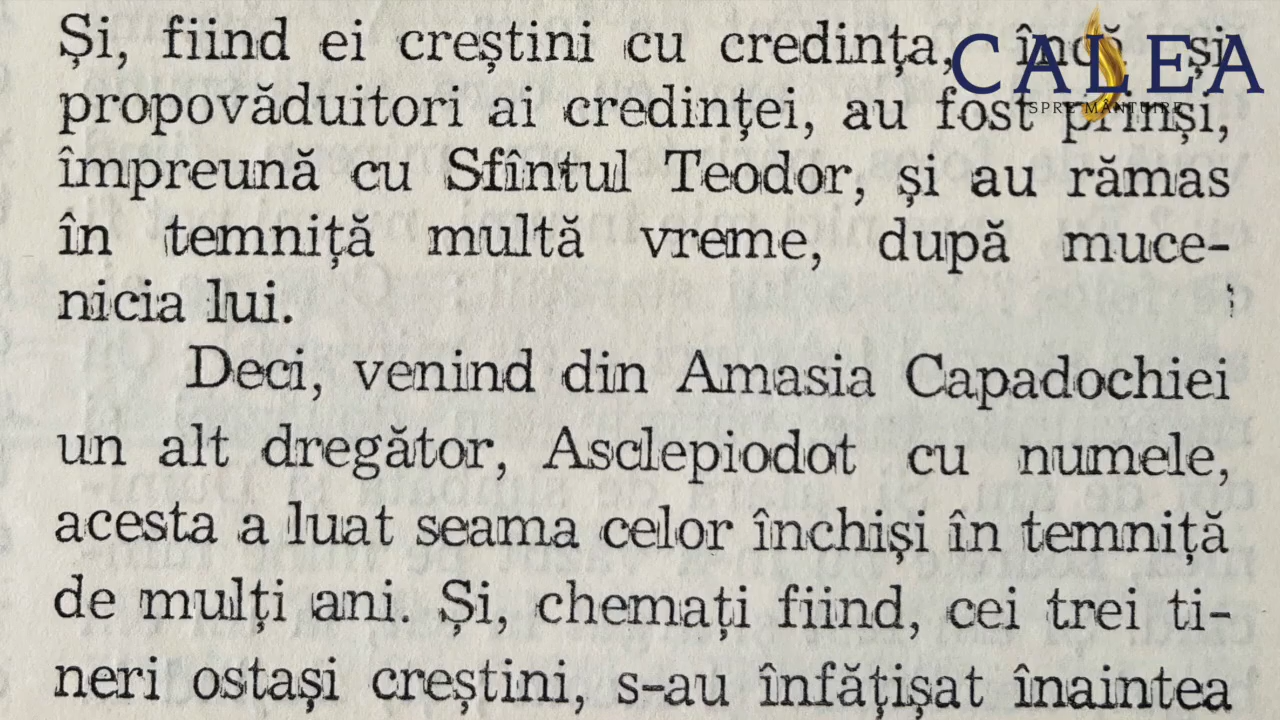 Și, fiind ei creștini cu credința, încă și
propovăduitori ai credinței, au fost prinși,
împreună cu Sfîntul Teodor, și au rămas
în temniță multă vreme, după muce-
nicia lui.
Deci, venind din Amasia Capadochiei
un alt dregător, Asclepiodot cu numele,
acesta a luat seama celor închiși în temniță
de mulți ani. Și, chemați fiind, cei trei ti-
neri ostași creștini, s-au înfățișat înaintea
CALEA
SPRE MÂNTUIRE